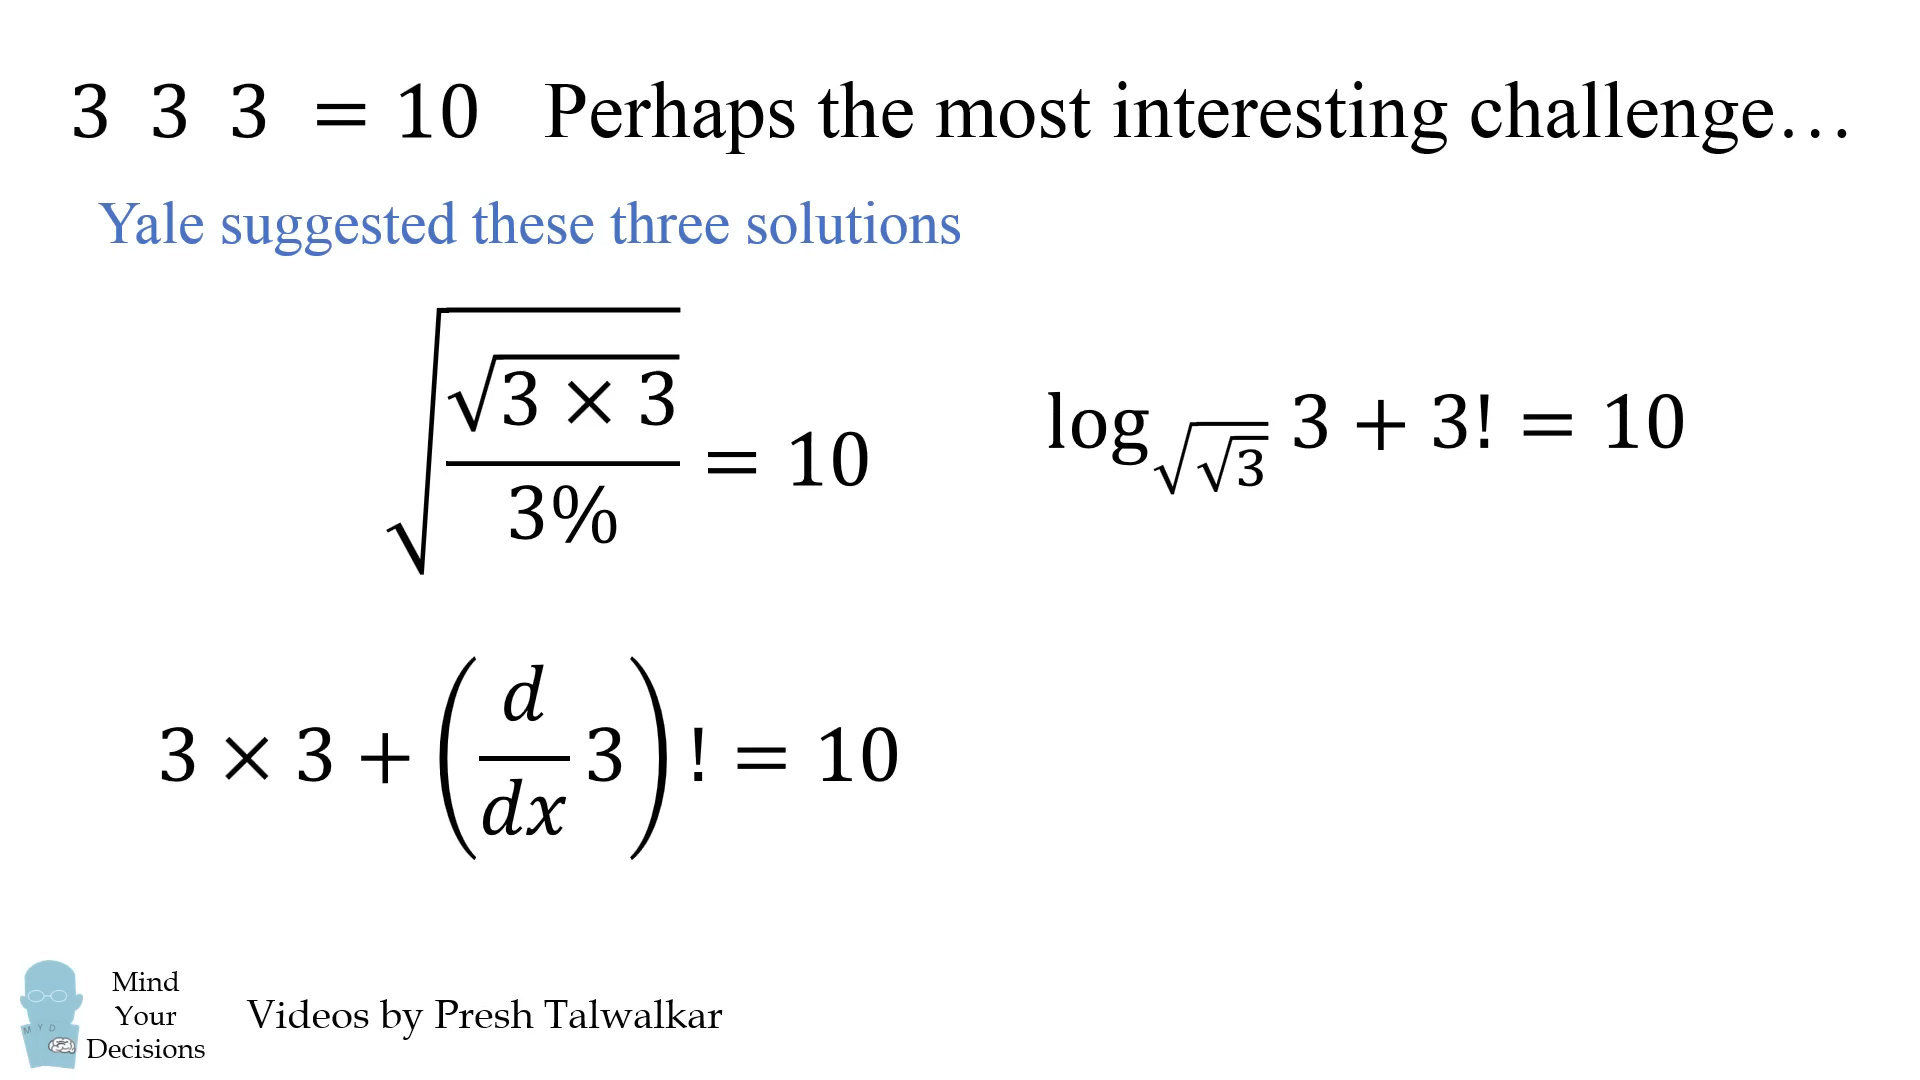 3 3 3 = 10 Perhaps the most interesting challenge…
Yale suggested these three solutions
√(√(3 × 3) / 3%) = 10
log_√√3 3 + 3! = 10
3 × 3 + (d/dx 3)! = 10
M Y D
Mind
Your
Decisions
Videos by Presh Talwalkar